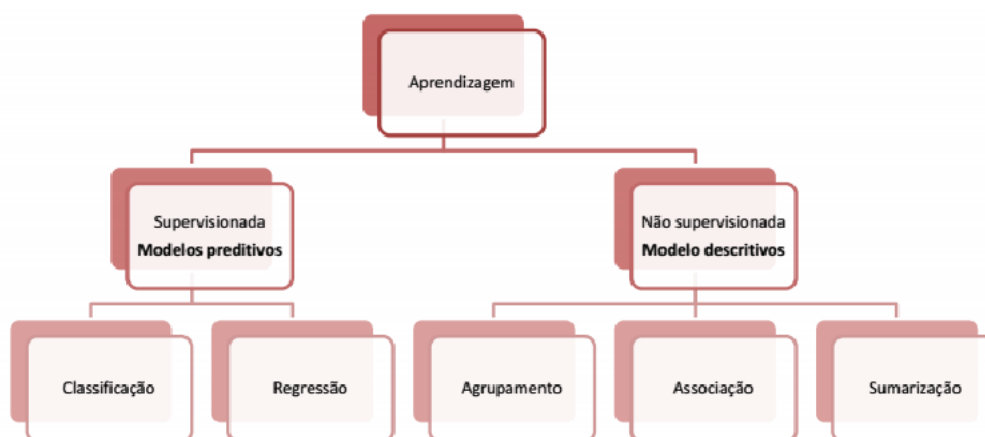 Aprendizagem
Supervisionada
Modelos preditivos
Não supervisionada
Modelo descritivos
Classificação
Regressão
Agrupamento
Associação
Sumarização